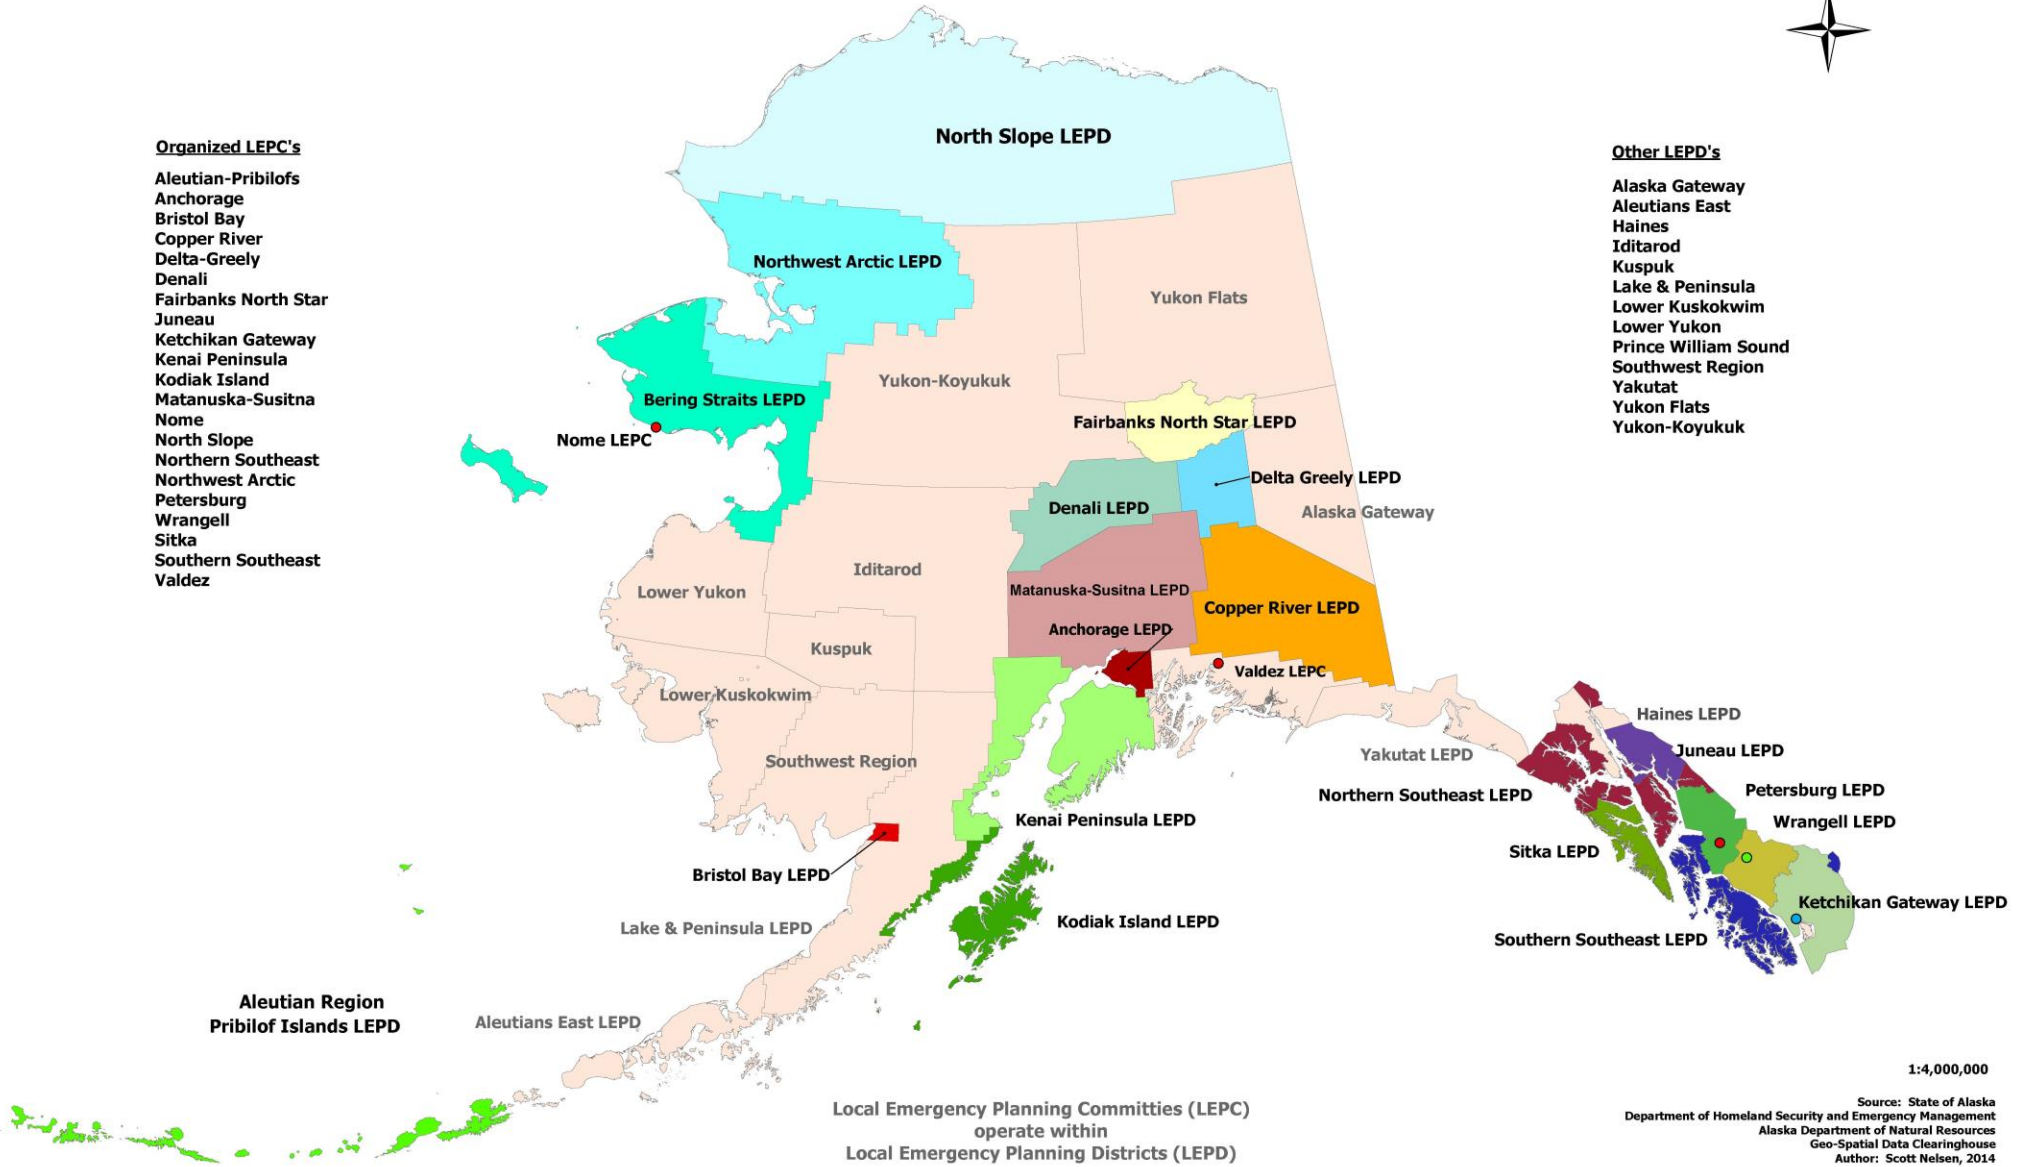 Organized LEPC's
Aleutian-Pribilofs
Anchorage
Bristol Bay
Copper River
Delta-Greely
Denali
Fairbanks North Star
Juneau
Ketchikan Gateway
Kenai Peninsula
Kodiak Island
Matanuska-Susitna
Nome
North Slope
Northern Southeast
Northwest Arctic
Petersburg
Wrangell
Sitka
Southern Southeast
Valdez
North Slope LEPD
Northwest Arctic LEPD
Yukon Flats
Yukon-Koyukuk
Bering Straits LEPD
Fairbanks North Star LEPD
Nome LEPC
Delta Greely LEPD
Denali LEPD
Alaska Gateway
Iditarod
Lower Yukon
Matanuska-Susitna LEPD
Copper River LEPD
Anchorage LEPD
Kuspuk
Valdez LEPC
Lower Kuskokwim
Southwest Region
Yakutat LEPD
Haines LEPD
Juneau LEPD
Petersburg LEPD
Northern Southeast LEPD
Kenai Peninsula LEPD
Wrangell LEPD
Sitka LEPD
Bristol Bay LEPD
Ketchikan Gateway LEPD
Kodiak Island LEPD
Lake & Peninsula LEPD
Southern Southeast LEPD
Aleutian Region
Pribilof Islands LEPD
Aleutians East LEPD
Other LEPD's
Alaska Gateway
Aleutians East
Haines
Iditarod
Kuspuk
Lake & Peninsula
Lower Kuskokwim
Lower Yukon
Prince William Sound
Southwest Region
Yakutat
Yukon Flats
Yukon-Koyukuk
Local Emergency Planning Committies (LEPC)
operate within
Local Emergency Planning Districts (LEPD)
1:4,000,000
Source: State of Alaska
Department of Homeland Security and Emergency Management
Alaska Department of Natural Resources
Geo-Spatial Data Clearinghouse
Author: Scott Nelsen, 2014